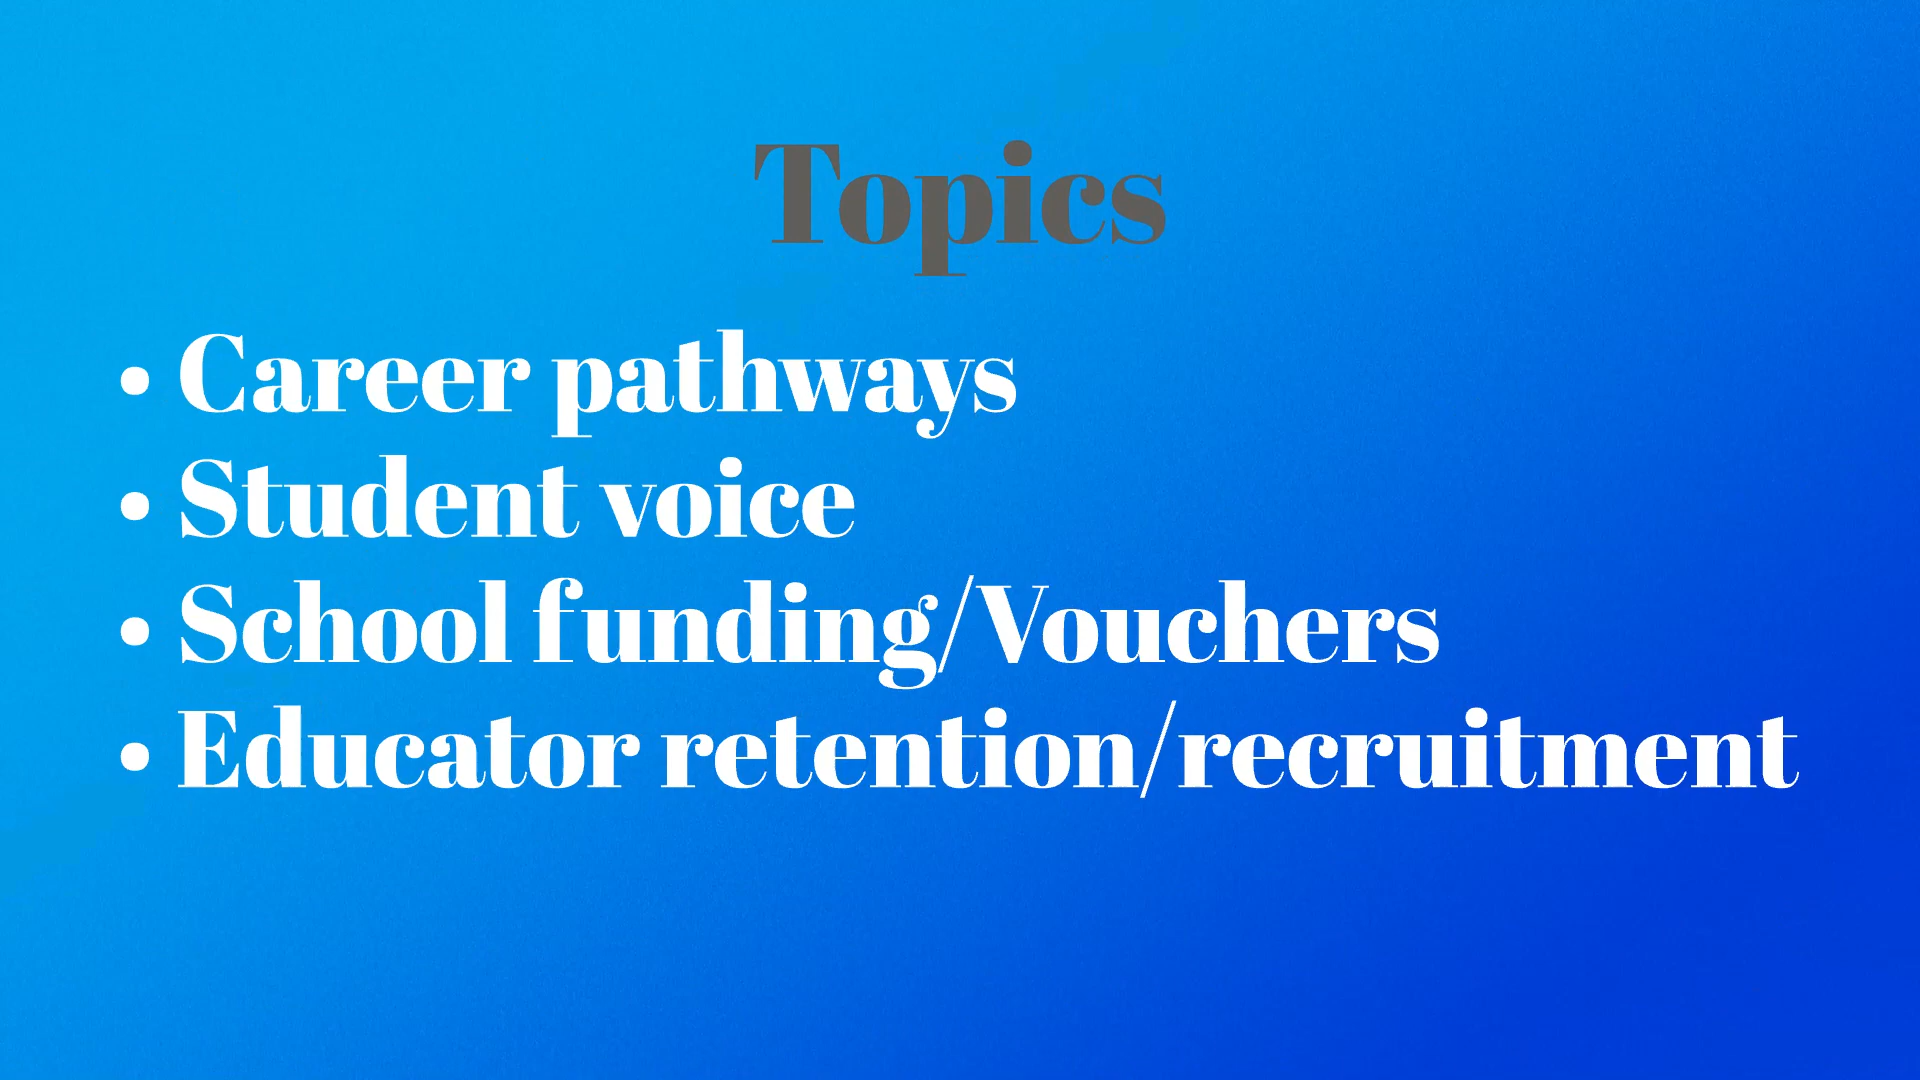 Topics
• Career pathways
• Student voice
• School funding/Vouchers
• Educator retention/recruitment